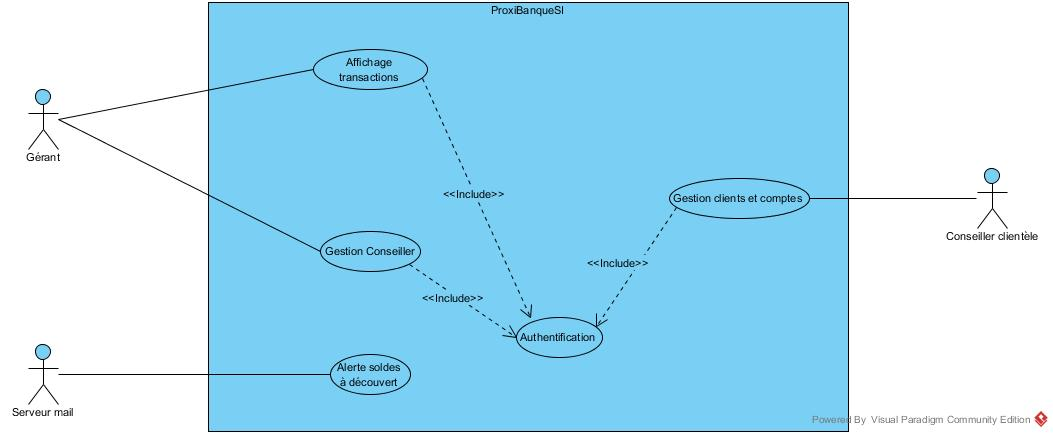 ProxiBanqueSI
Affichage
transactions
Gérant
<<Include>>
Gestion clients et comptes
Conseiller clientèle
Gestion Conseiller
<<Include>>
<<Include>>
Authentification
Alerte soldes
à découvert
Serveur mail
Powered By Visual Paradigm Community Edition